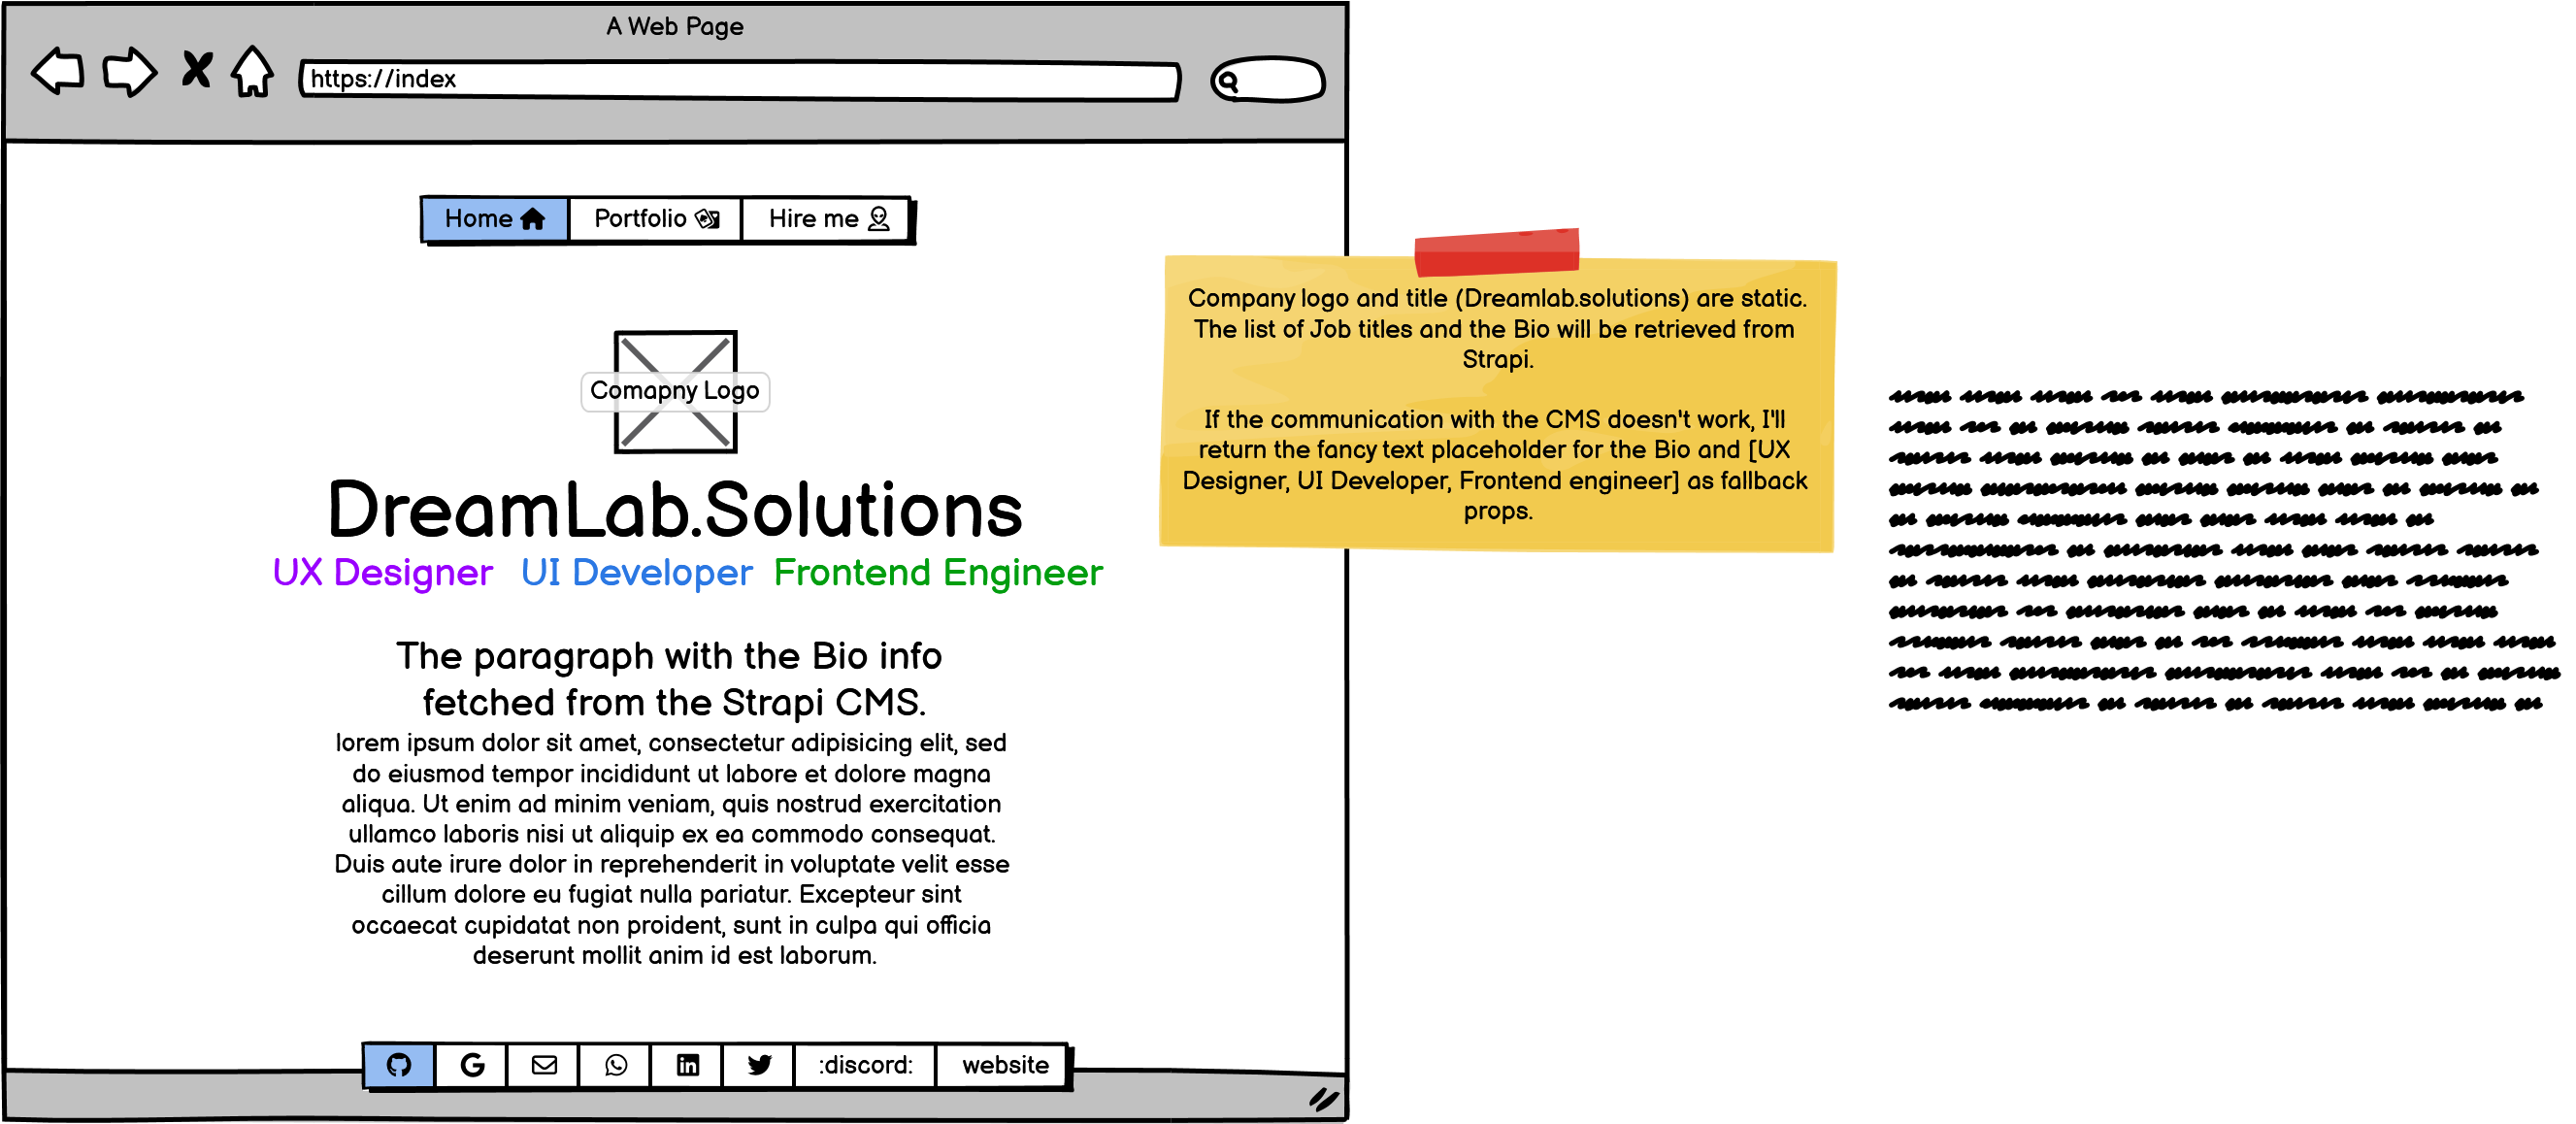 A Web Page
https://index
Home Portfolio Hire me
Comapny Logo
DreamLab.Solutions
UX Designer UI Developer Frontend Engineer
The paragraph with the Bio info
fetched from the Strapi CMS.
lorem ipsum dolor sit amet, consectetur adipisicing elit, sed
do eiusmod tempor incididunt ut labore et dolore magna
aliqua. Ut enim ad minim veniam, quis nostrud exercitation
ullamco laboris nisi ut aliquip ex ea commodo consequat.
Duis aute irure dolor in reprehenderit in voluptate velit esse
cillum dolore eu fugiat nulla pariatur. Excepteur sint
occaecat cupidatat non proident, sunt in culpa qui officia
deserunt mollit anim id est laborum.
:discord: website
Company logo and title (Dreamlab.solutions) are static.
The list of Job titles and the Bio will be retrieved from
Strapi.
If the communication with the CMS doesn't work, I'll
return the fancy text placeholder for the Bio and [UX
Designer, UI Developer, Frontend engineer] as fallback
props.